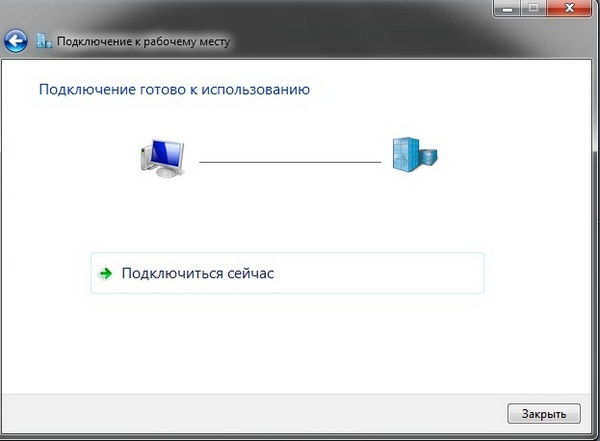 Подключение к рабочему месту
Подключение готово к использованию
Подключиться сейчас
Закрыть